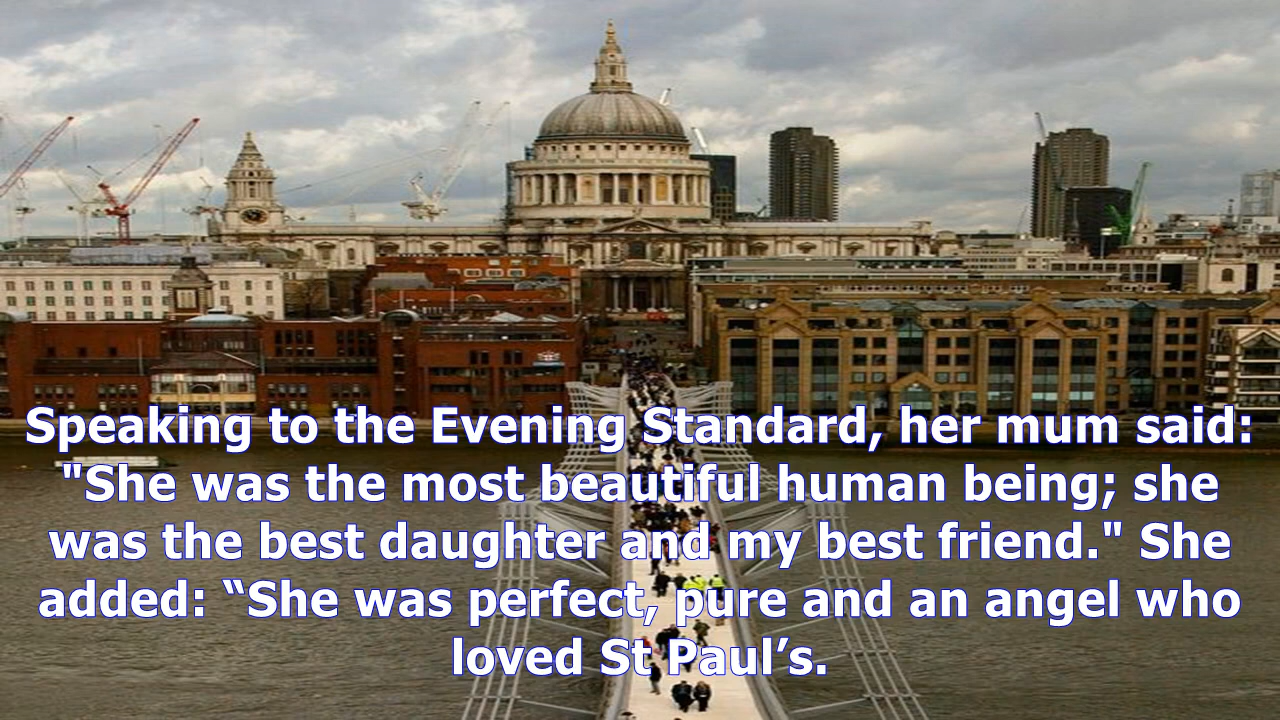 Speaking to the Evening Standard, her mum said:
"She was the most beautiful human being; she
was the best daughter and my best friend." She
added: “She was perfect, pure and an angel who
loved St Paul’s.